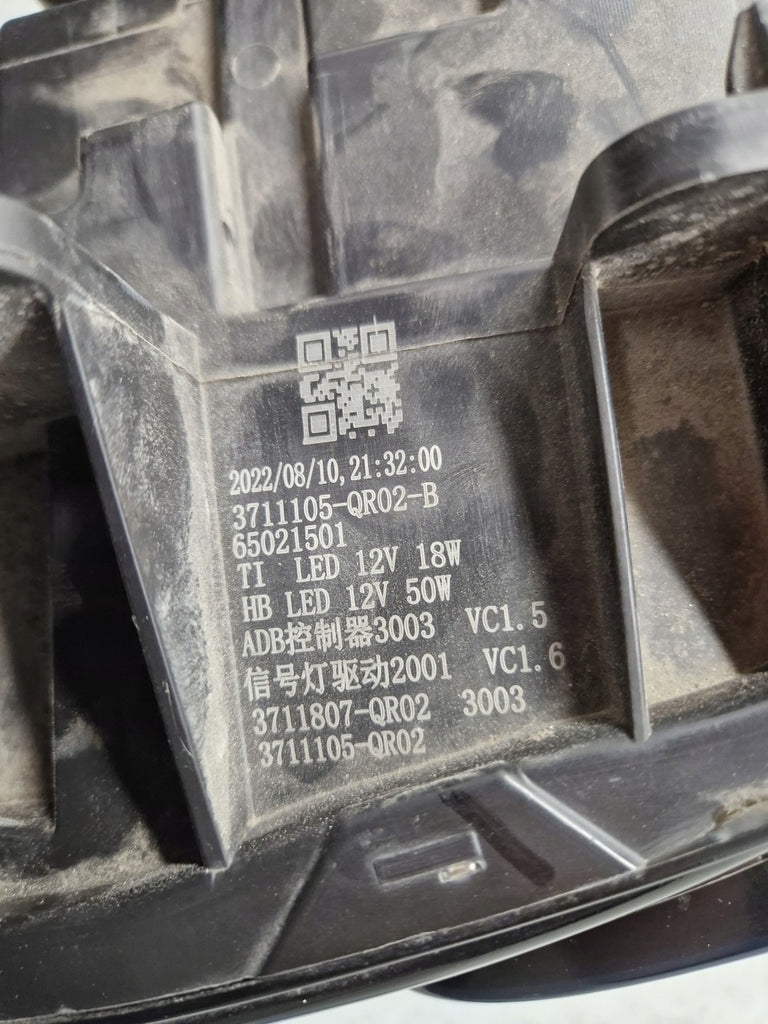 2022/08/10, 21:32:00
3711105-QR02-B
65021501
TI LED 12V 18W
HB LED 12V 50W
ADB控制器3003 VC1.5
信号灯驱动2001 VC1.6
3711807-QR02 3003
3711105-QR02